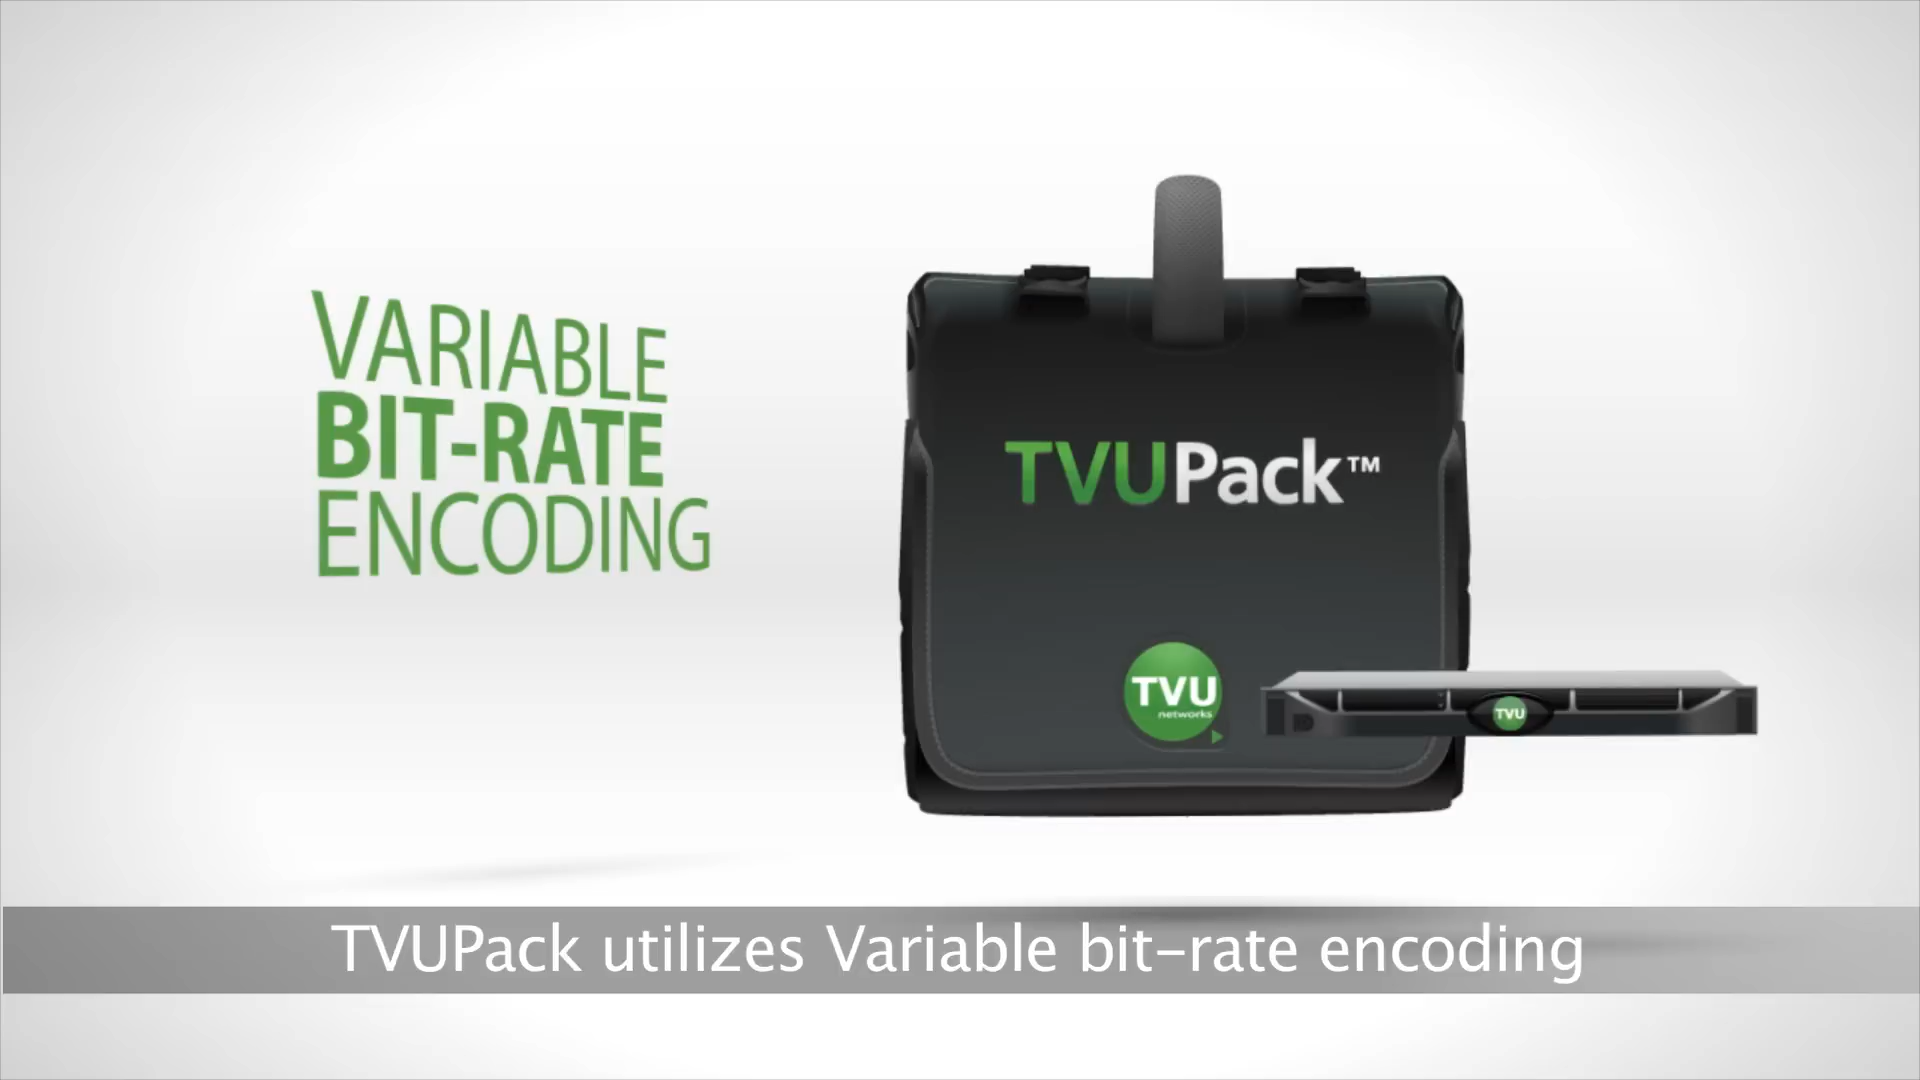 VARIABLE
BIT-RATE
ENCODING
TVUPack™
TVU
networks
TVU
TVUPack utilizes Variable bit-rate encoding